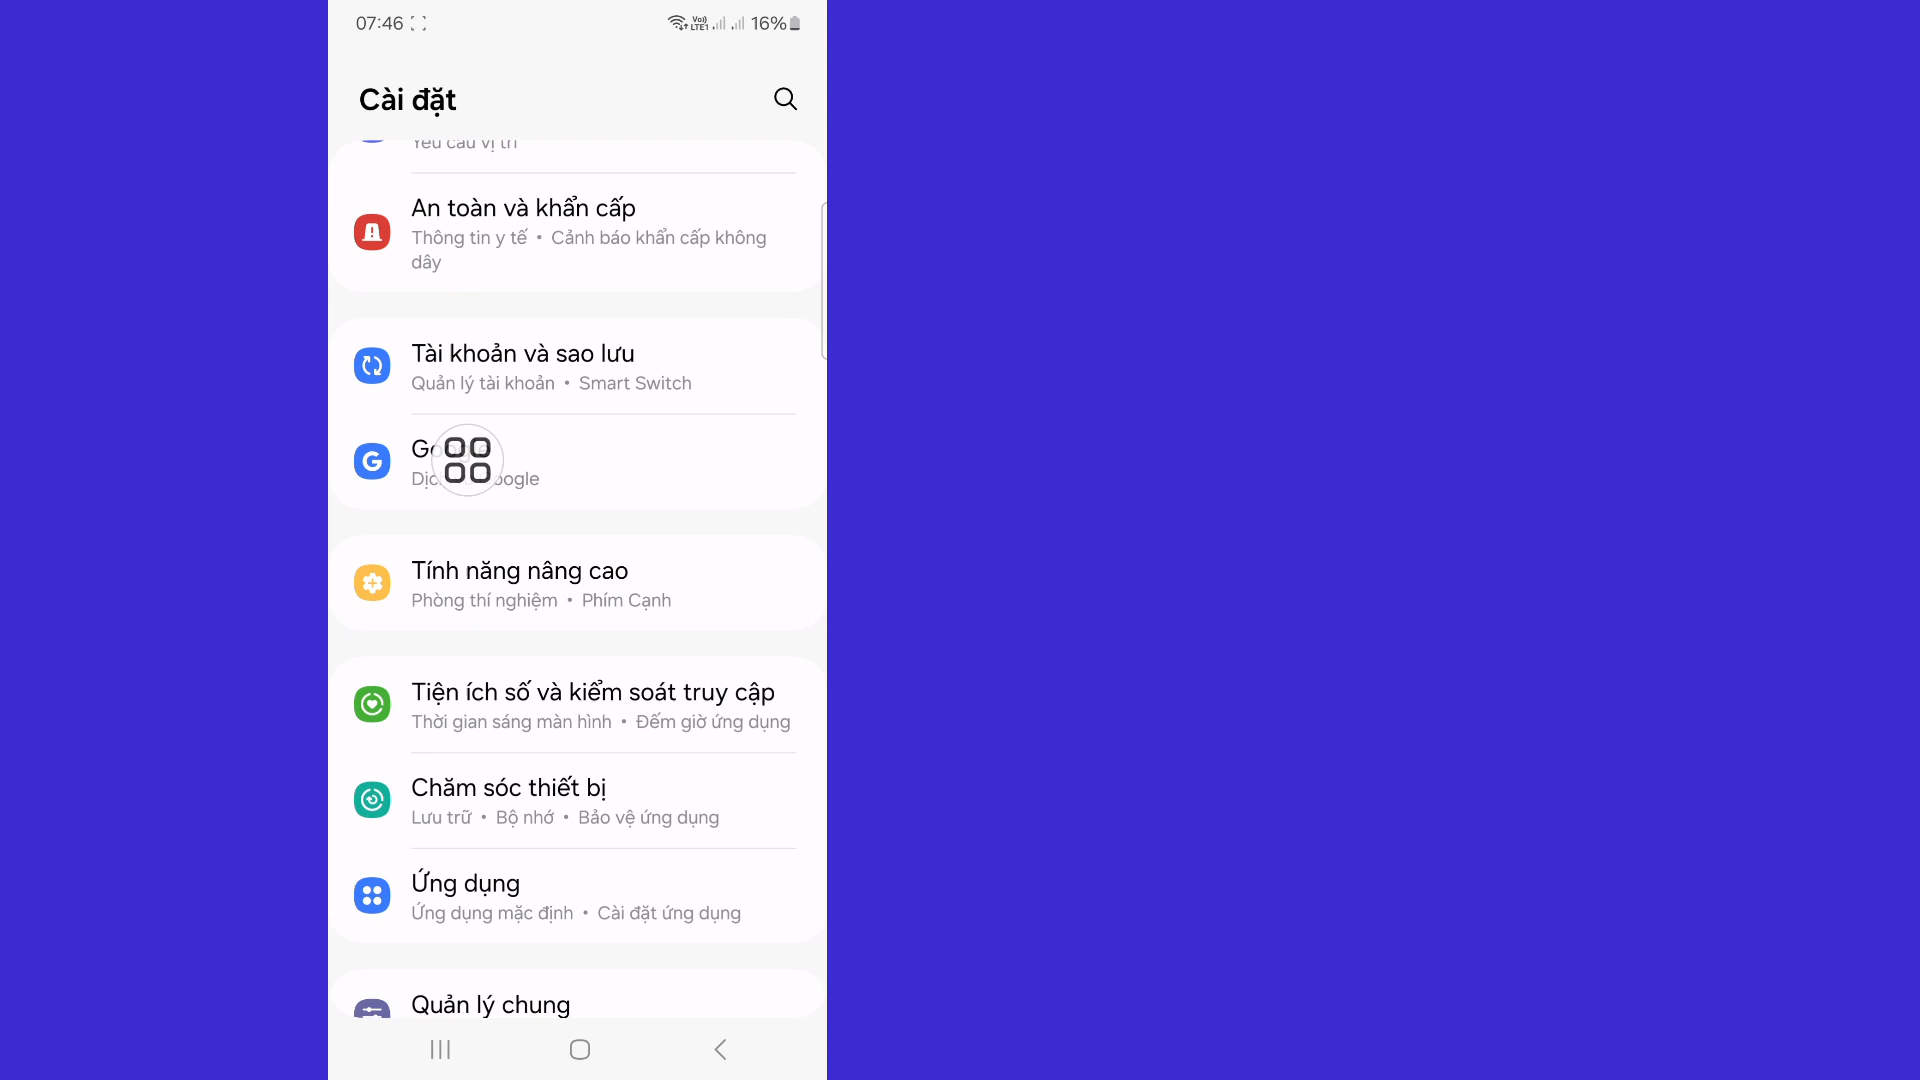 07:46 Vo) LTE1 16%
Cài đặt
Yêu cầu vị trí
An toàn và khẩn cấp
Thông tin y tế • Cảnh báo khẩn cấp không
dây
Tài khoản và sao lưu
Quản lý tài khoản • Smart Switch
Google
Google
Tính năng nâng cao
Phòng thí nghiệm • Phím Cạnh
Tiện ích số và kiểm soát truy cập
Thời gian sáng màn hình • Đếm giờ ứng dụng
Chăm sóc thiết bị
Lưu trữ • Bộ nhớ • Bảo vệ ứng dụng
Ứng dụng
Ứng dụng mặc định • Cài đặt ứng dụng
Quản lý chung